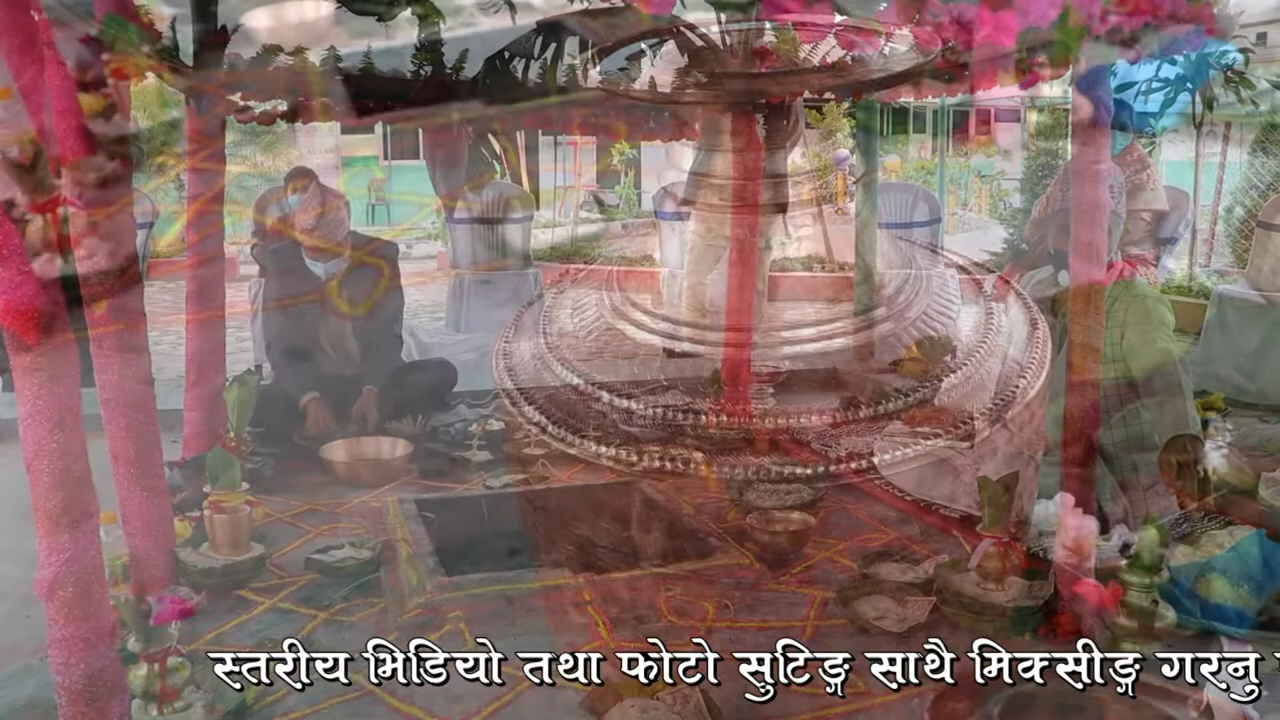 स्तरीय भिडियो तथा फोटो सुटिङ्ग साथै मिक्सीङ्ग गरनु